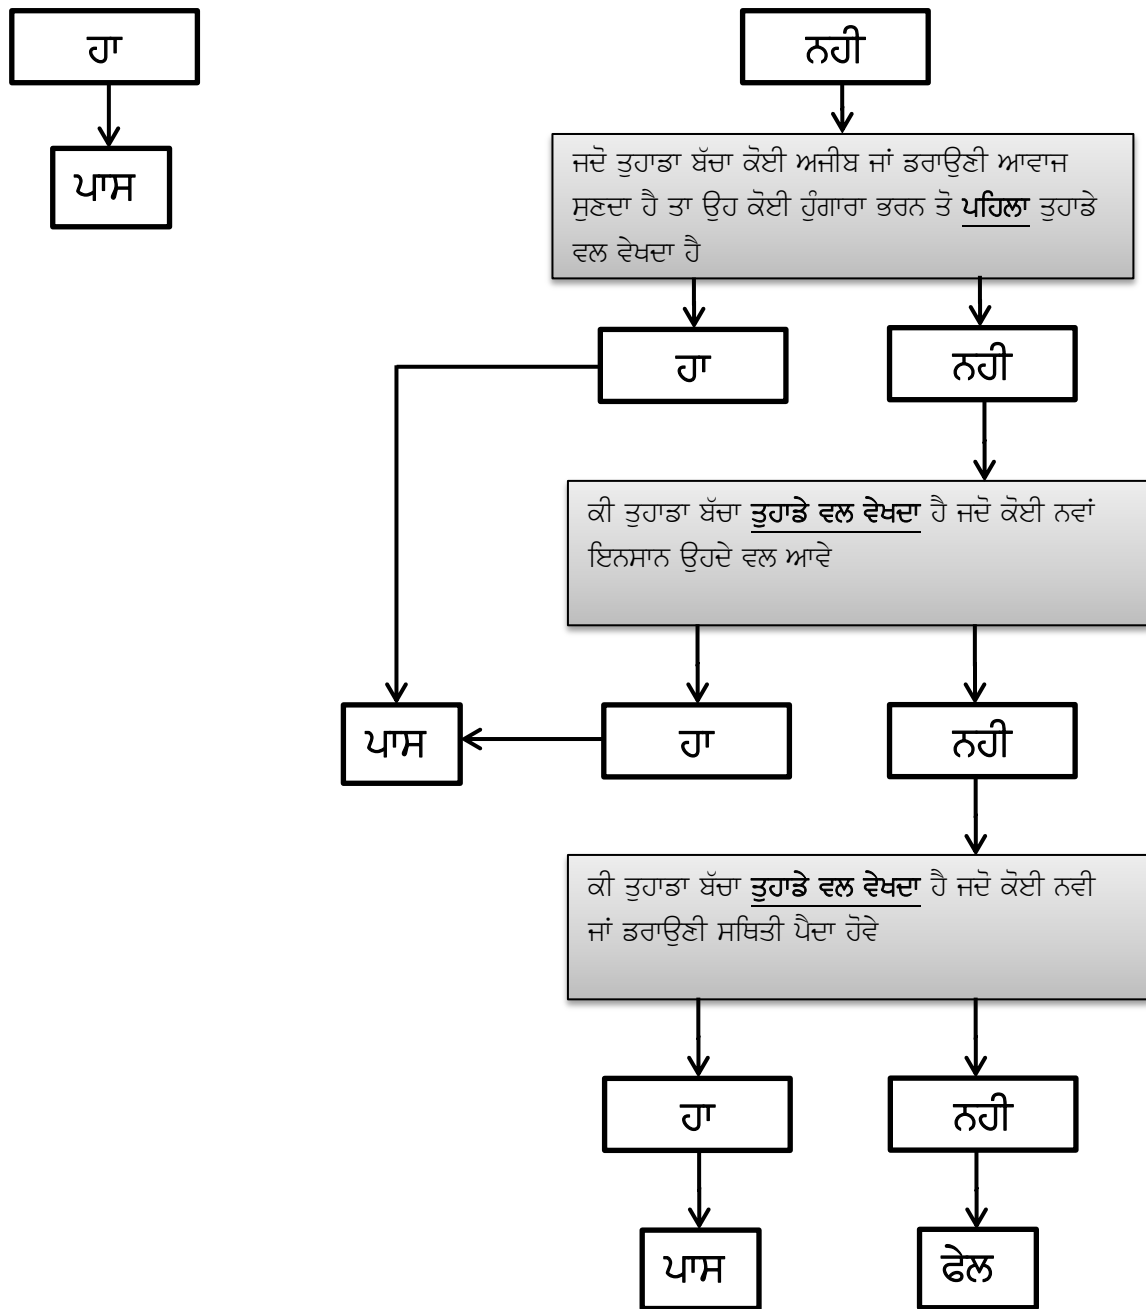 ਹਾ
ਨਹੀ
ਪਾਸ
ਜਦੋ ਤੁਹਾਡਾ ਬੱਚਾ ਕੋਈ ਅਜੀਬ ਜਾਂ ਡਰਾਉਣੀ ਆਵਾਜ
ਸੁਣਦਾ ਹੈ ਤਾ ਉਹ ਕੋਈ ਹੁੰਗਾਰਾ ਭਰਨ ਤੋ ਪਹਿਲਾ ਤੁਹਾਡੇ
ਵਲ ਵੇਖਦਾ ਹੈ
ਹਾ
ਨਹੀ
ਕੀ ਤੁਹਾਡਾ ਬੱਚਾ ਤੁਹਾਡੇ ਵਲ ਵੇਖਦਾ ਹੈ ਜਦੋ ਕੋਈ ਨਵਾਂ
ਇਨਸਾਨ ਉਹਦੇ ਵਲ ਆਵੇ
ਪਾਸ
ਹਾ
ਨਹੀ
ਕੀ ਤੁਹਾਡਾ ਬੱਚਾ ਤੁਹਾਡੇ ਵਲ ਵੇਖਦਾ ਹੈ ਜਦੋ ਕੋਈ ਨਵੀ
ਜਾਂ ਡਰਾਉਣੀ ਸਥਿਤੀ ਪੈਦਾ ਹੋਵੇ
ਹਾ
ਨਹੀ
ਪਾਸ
ਫੇਲ